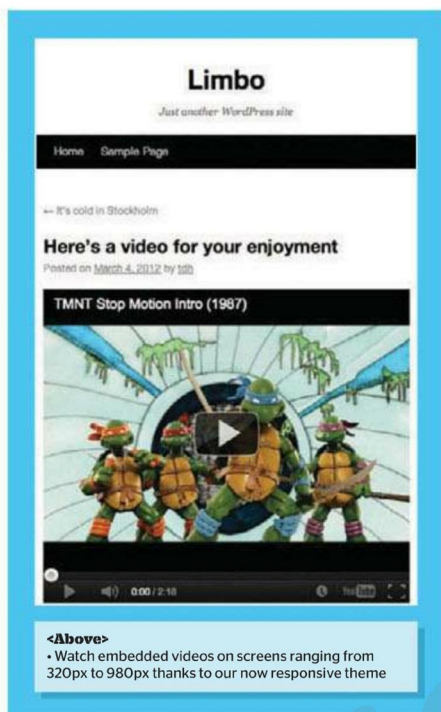 Limbo
Just another WordPress site
Home Sample Page
← It's cold in Stockholm
Here's a video for your enjoyment
Posted on March 4, 2012 by tdh
TMNT Stop Motion Intro (1987)
0:00 / 2:18 YouTube
<Above>
• Watch embedded videos on screens ranging from
320px to 980px thanks to our now responsive theme